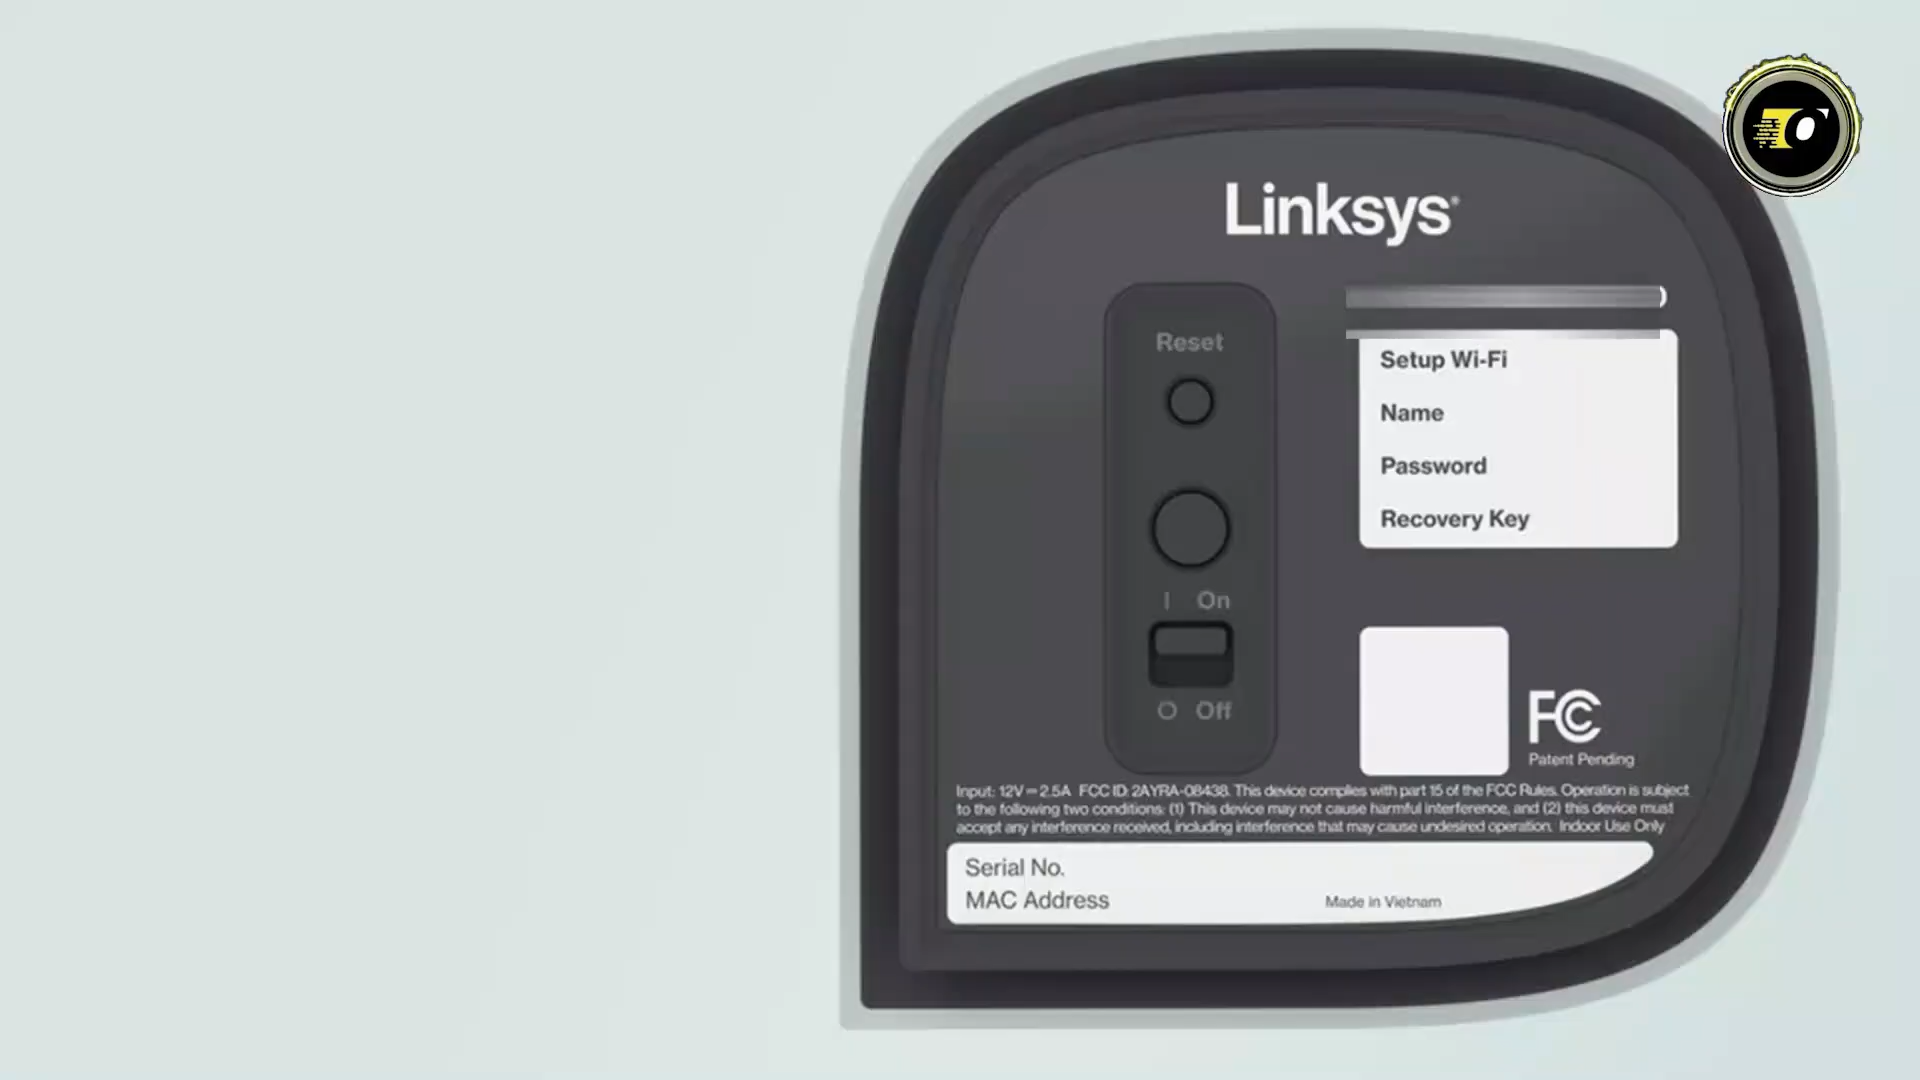 Linksys
Reset
Setup Wi-Fi
Name
Password
Recovery Key
I On
O Off
FC
Patent Pending
Input: 12V⎓2.5A FCC ID: 2AYRA-08438. This device complies with part 15 of the FCC Rules. Operation is subject
to the following two conditions: (1) This device may not cause harmful interference, and (2) this device must
accept any interference received, including interference that may cause undesired operation. Indoor Use Only
Serial No.
MAC Address
Made in Vietnam